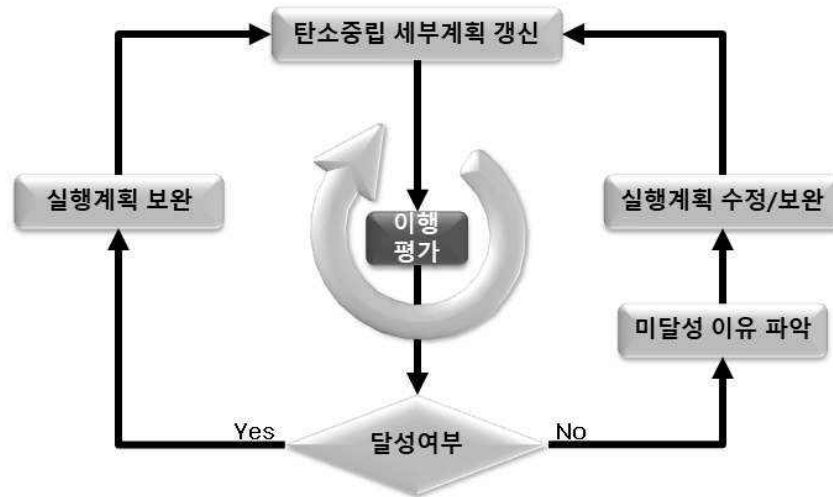 탄소중립 세부계획 갱신
실행계획 보완
이행
평가
실행계획 수정/보완
미달성 이유 파악
Yes
달성여부
No